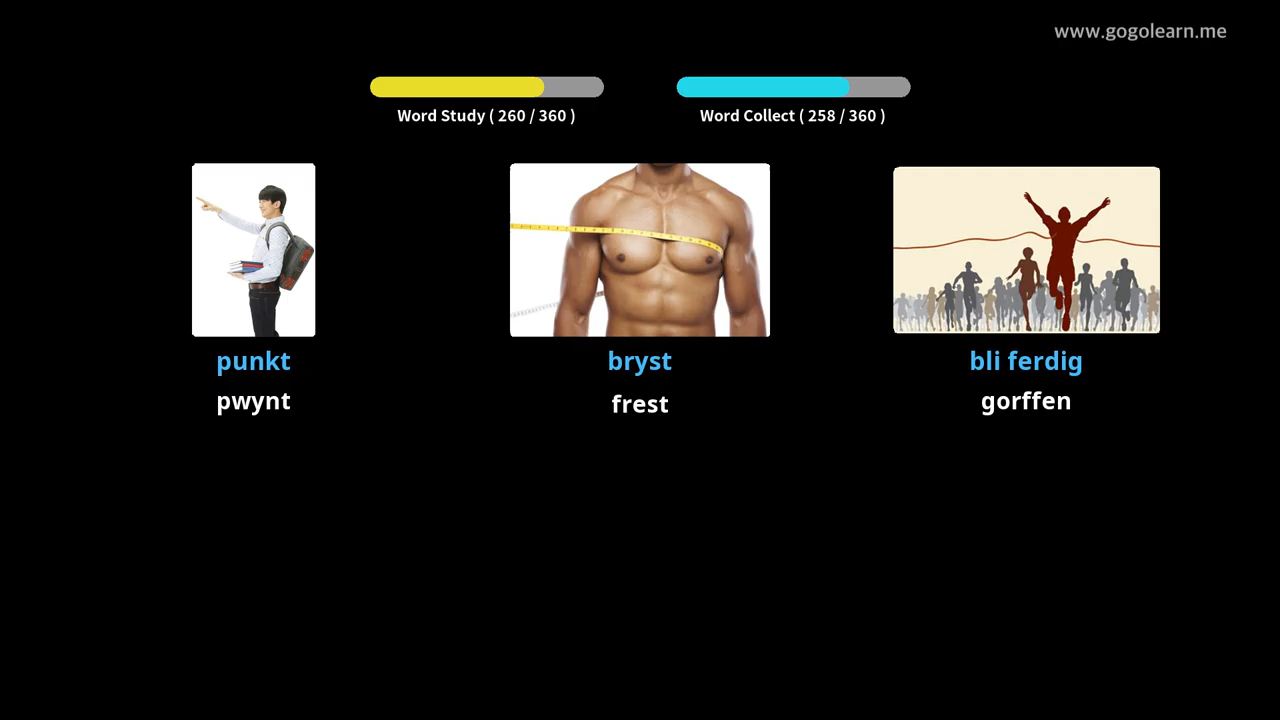 www.gogolearn.me
Word Study ( 260 / 360 )
Word Collect ( 258 / 360 )
punkt
pwynt
bryst
frest
bli ferdig
gorffen